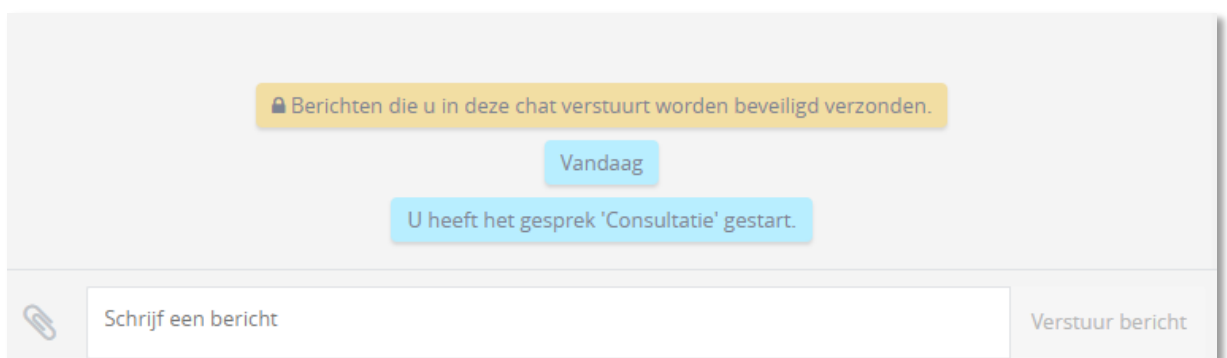 Berichten die u in deze chat verstuurt worden beveiligd verzonden.
Vandaag
U heeft het gesprek 'Consultatie' gestart.
Schrijf een bericht
Verstuur bericht